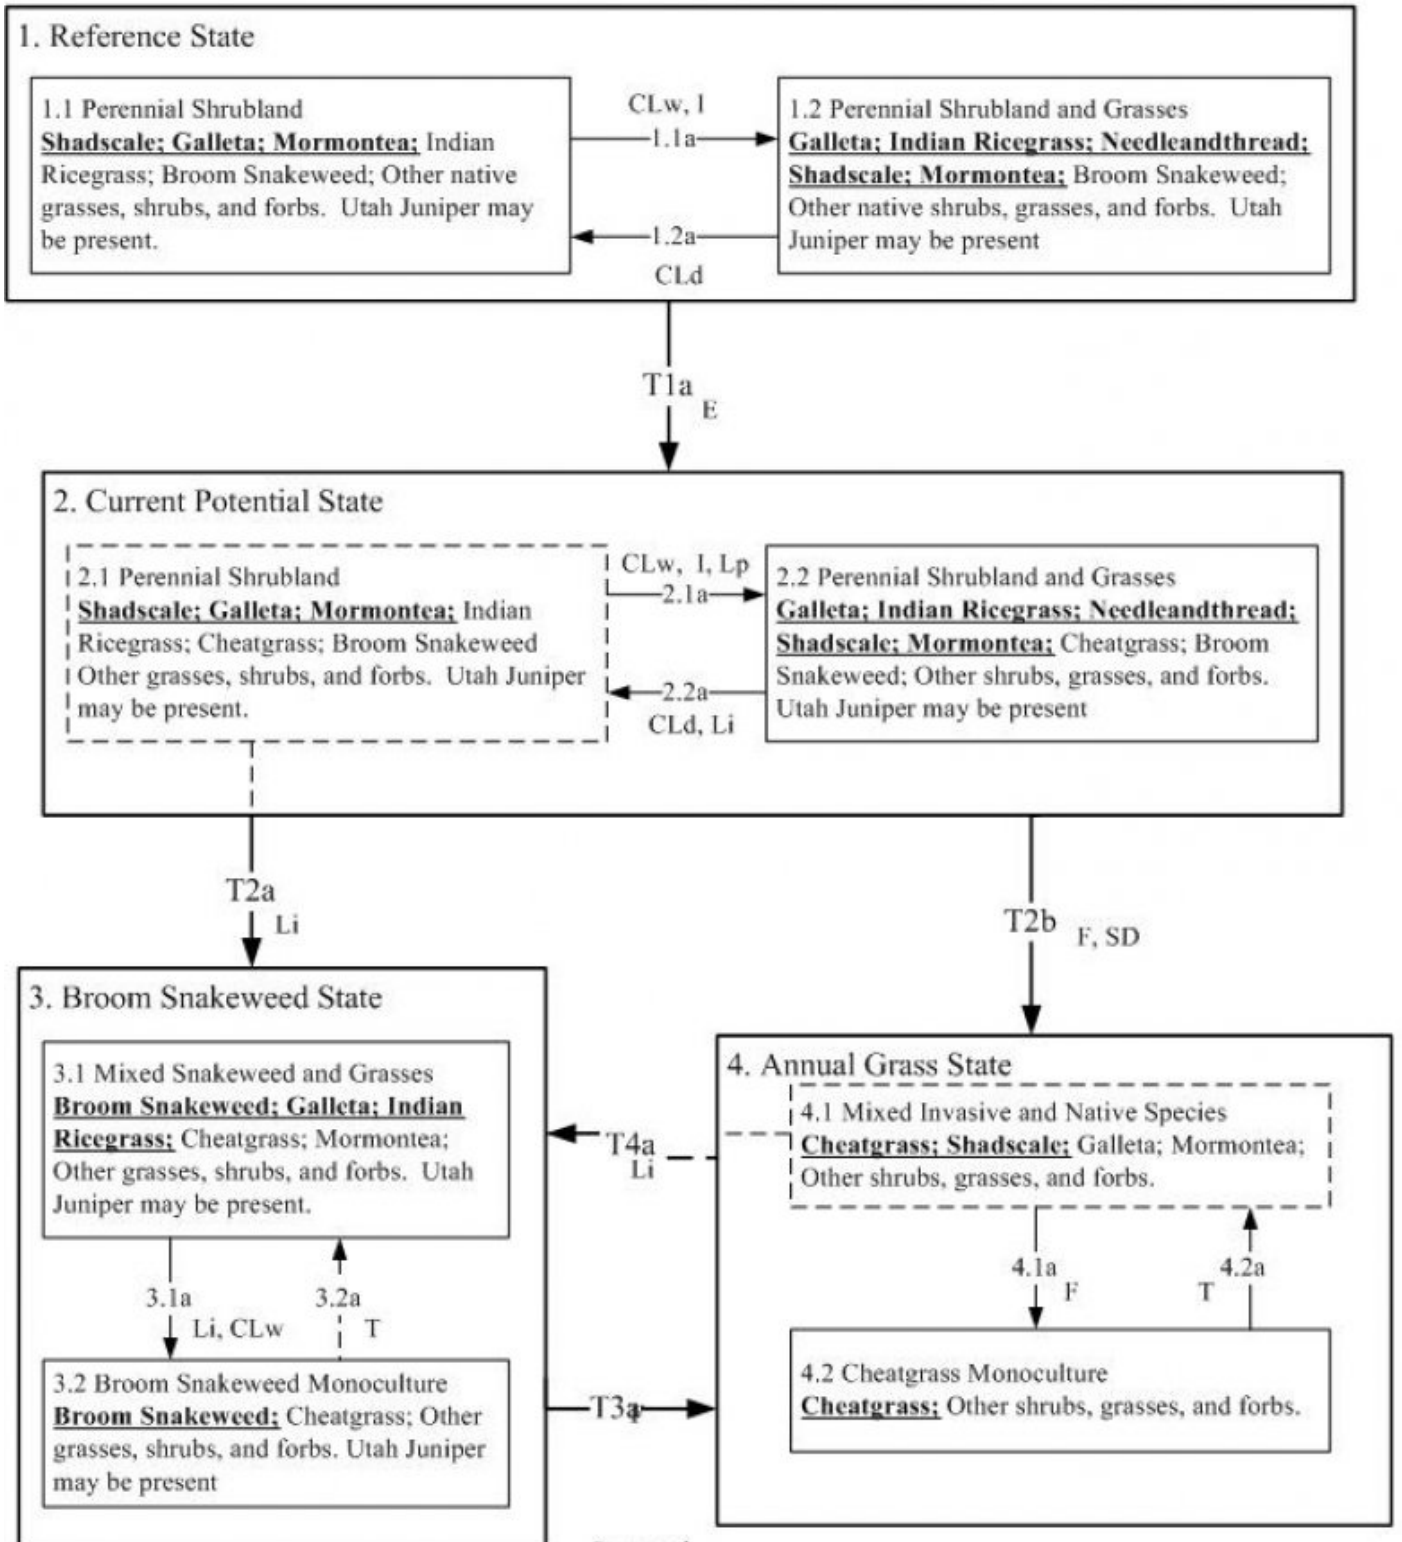 1. Reference State
1.1 Perennial Shrubland
Shadscale; Galleta; Mormontea; Indian
Ricegrass; Broom Snakeweed; Other native
grasses, shrubs, and forbs. Utah Juniper may
be present.
CLw, I
1.1a
1.2a
CLd
1.2 Perennial Shrubland and Grasses
Galleta; Indian Ricegrass; Needleandthread;
Shadscale; Mormontea; Broom Snakeweed;
Other native shrubs, grasses, and forbs. Utah
Juniper may be present
T1a
E
2. Current Potential State
2.1 Perennial Shrubland
Shadscale; Galleta; Mormontea; Indian
Ricegrass; Cheatgrass; Broom Snakeweed
Other grasses, shrubs, and forbs. Utah Juniper
may be present.
CLw, I, Lp
2.1a
2.2a
CLd, Li
2.2 Perennial Shrubland and Grasses
Galleta; Indian Ricegrass; Needleandthread;
Shadscale; Mormontea; Cheatgrass; Broom
Snakeweed; Other shrubs, grasses, and forbs.
Utah Juniper may be present
T2a
Li
T2b
F, SD
3. Broom Snakeweed State
3.1 Mixed Snakeweed and Grasses
Broom Snakeweed; Galleta; Indian
Ricegrass; Cheatgrass; Mormontea;
Other grasses, shrubs, and forbs. Utah
Juniper may be present.
3.1a
Li, CLw
3.2a
T
3.2 Broom Snakeweed Monoculture
Broom Snakeweed; Cheatgrass; Other
grasses, shrubs, and forbs. Utah Juniper
may be present
T4a
Li
T3a
4. Annual Grass State
4.1 Mixed Invasive and Native Species
Cheatgrass; Shadscale; Galleta; Mormontea;
Other shrubs, grasses, and forbs.
4.1a
F
4.2a
T
4.2 Cheatgrass Monoculture
Cheatgrass; Other shrubs, grasses, and forbs.